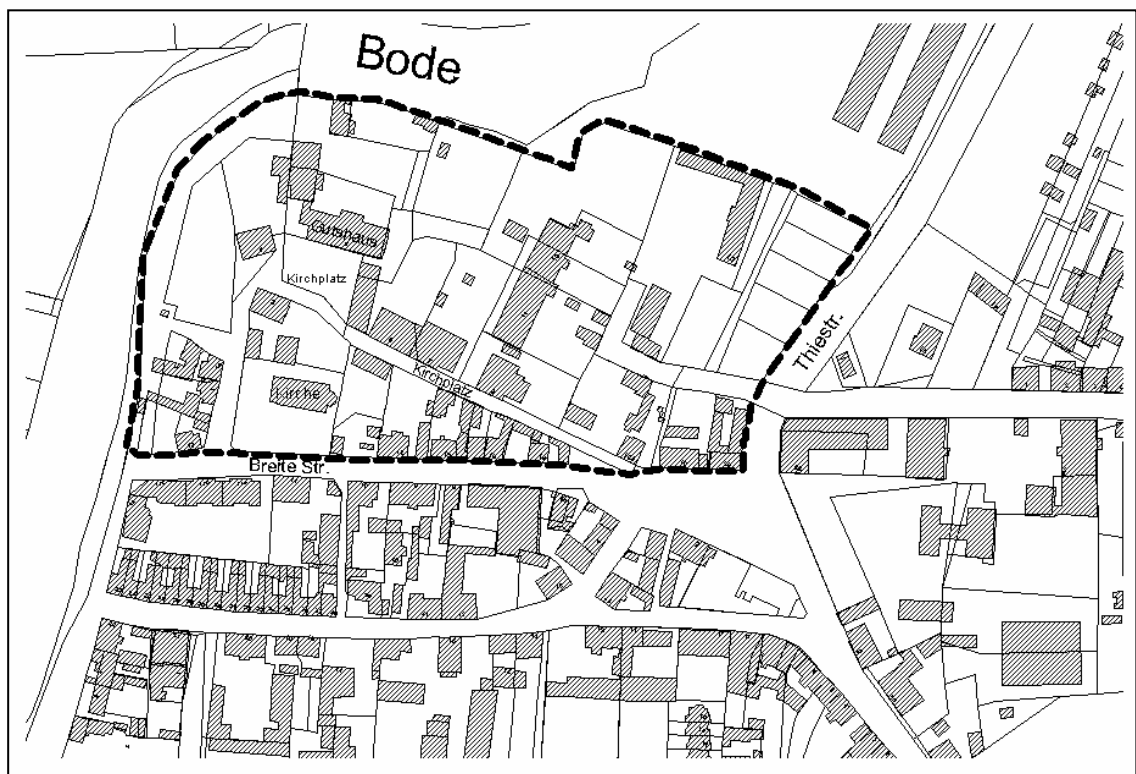 Bode
Gutshaus
Kirchplatz
Kirchplatz
Kirche
Thiestr.
Breite Str.